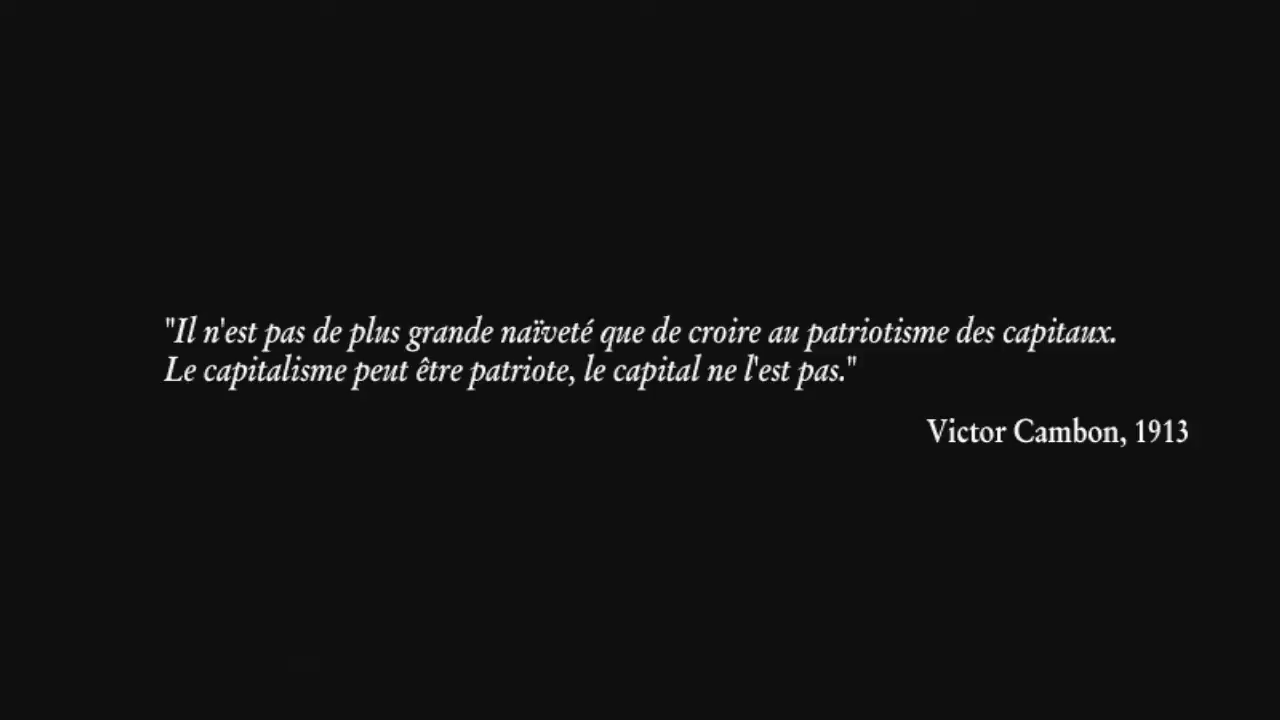 "Il n'est pas de plus grande naïveté que de croire au patriotisme des capitaux.
Le capitalisme peut être patriote, le capital ne l'est pas."
Victor Cambon, 1913